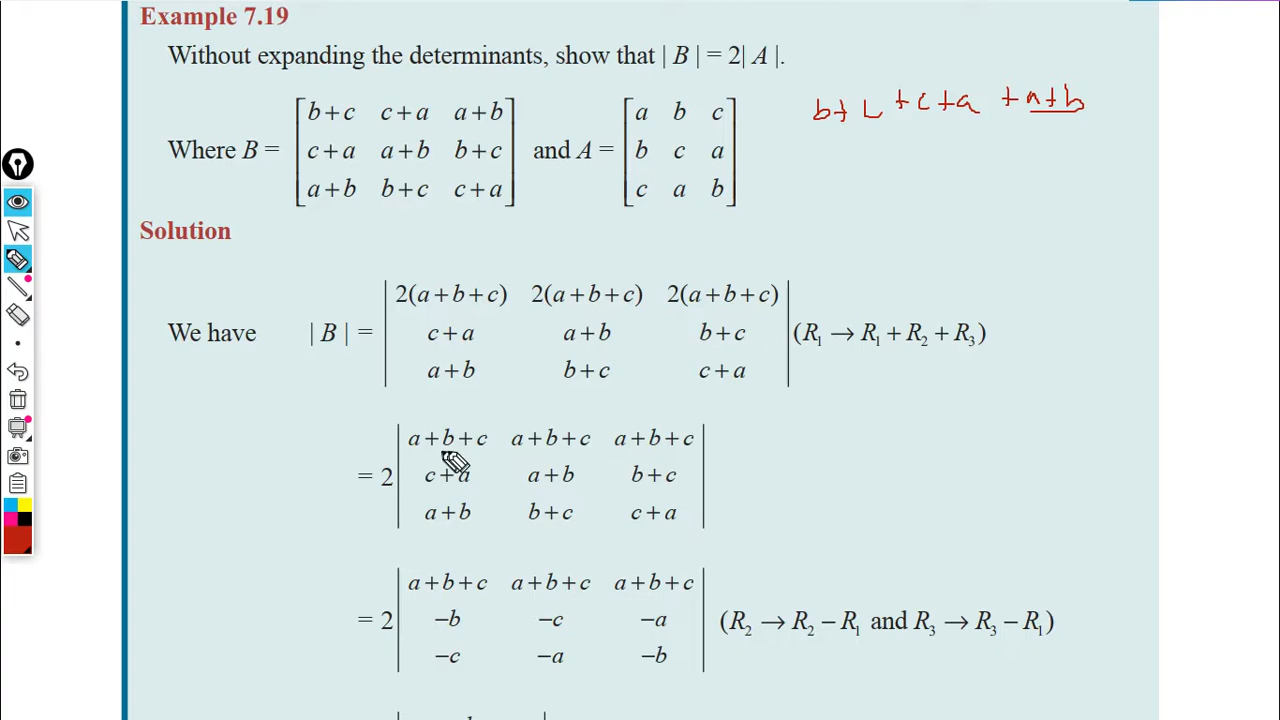 Example 7.19
Without expanding the determinants, show that | B | = 2| A |.
b+ c + c + a + a + b
b+c c+a a+b a b c
Where B = c+a a+b b+c and A = b c a
a+b b+c c+a c a b
Solution
2(a+b+c) 2(a+b+c) 2(a+b+c)
We have | B | = c+a a+b b+c (R₁ → R₁ + R₂ + R₃)
a+b b+c c+a
a+b+c a+b+c a+b+c
= 2 c+a a+b b+c
a+b b+c c+a
a+b+c a+b+c a+b+c
= 2 −b −c −a (R₂ → R₂ − R₁ and R₃ → R₃ − R₁)
−c −a −b